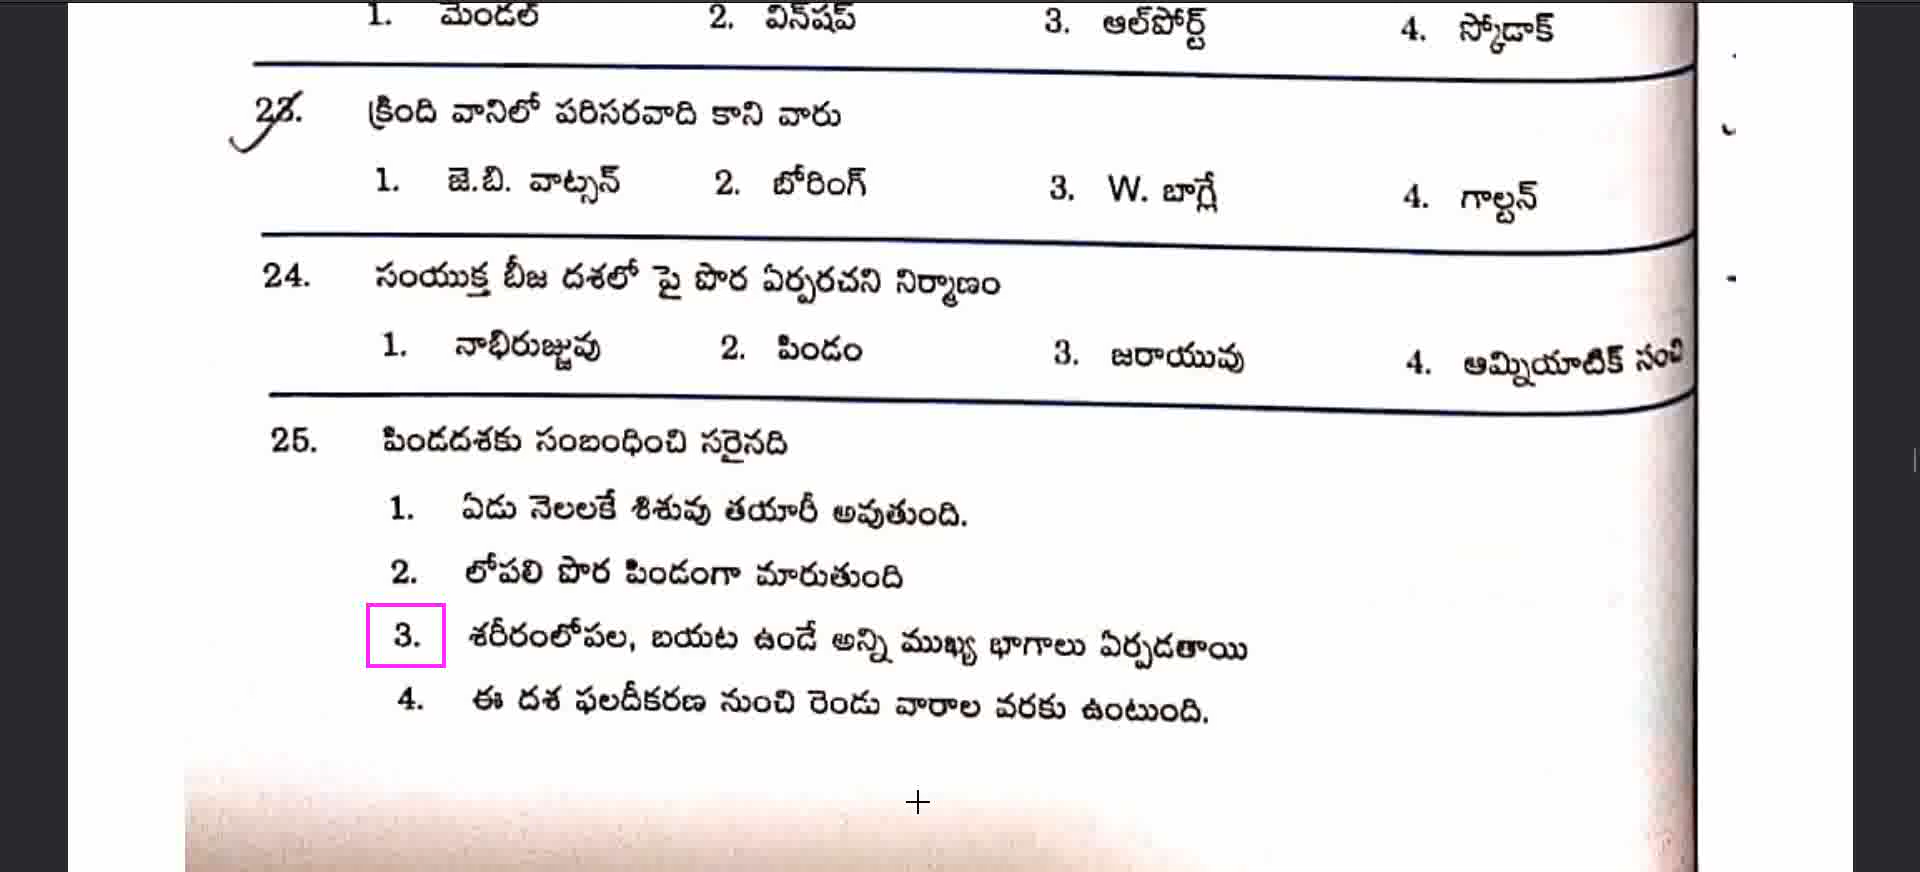 1. మెండల్ 2. విన్‌షిప్ 3. ఆల్‌పోర్ట్ 4. స్కోడాక్
23. క్రింది వానిలో పరిసరవాది కాని వారు
1. జె.బి. వాట్సన్ 2. బోరింగ్ 3. W. బాగ్లే 4. గాల్టన్
24. సంయుక్త బీజ దశలో పై పొర ఏర్పరచని నిర్మాణం
1. నాభిరుజ్జువు 2. పిండం 3. జరాయువు 4. ఆమ్నియాటిక్ సంచి
25. పిండదశకు సంబంధించి సరైనది
1. ఏడు నెలలకే శిశువు తయారీ అవుతుంది.
2. లోపలి పొర పిండంగా మారుతుంది
3. శరీరంలోపల, బయట ఉండే అన్ని ముఖ్య భాగాలు ఏర్పడతాయి
4. ఈ దశ ఫలదీకరణ నుంచి రెండు వారాల వరకు ఉంటుంది.